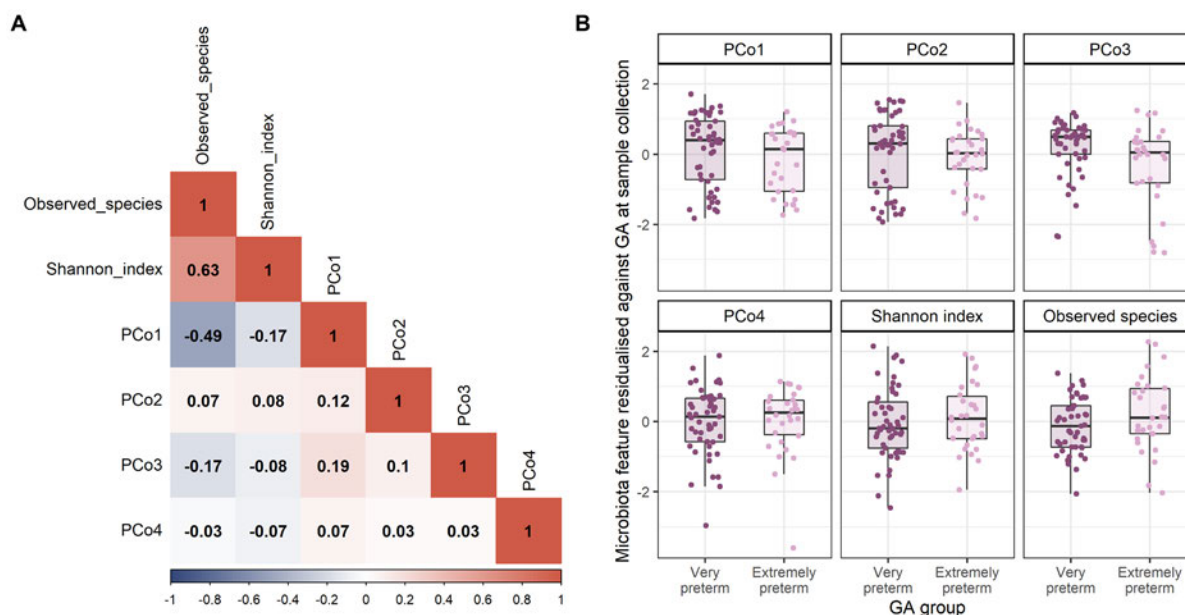 A
Observed_species
Shannon_index
PCo1
PCo2
PCo3
PCo4
Observed_species 1
Shannon_index 0.63 1
PCo1 -0.49 -0.17 1
PCo2 0.07 0.08 0.12 1
PCo3 -0.17 -0.08 0.19 0.1 1
PCo4 -0.03 -0.07 0.07 0.03 0.03 1
-1 -0.8 -0.6 -0.4 -0.2 0 0.2 0.4 0.6 0.8 1
B
Microbiota feature residualised against GA at sample collection
PCo1 PCo2 PCo3
2
0
-2
PCo4 Shannon index Observed species
2
0
-2
Very preterm Extremely preterm Very preterm Extremely preterm Very preterm Extremely preterm
GA group